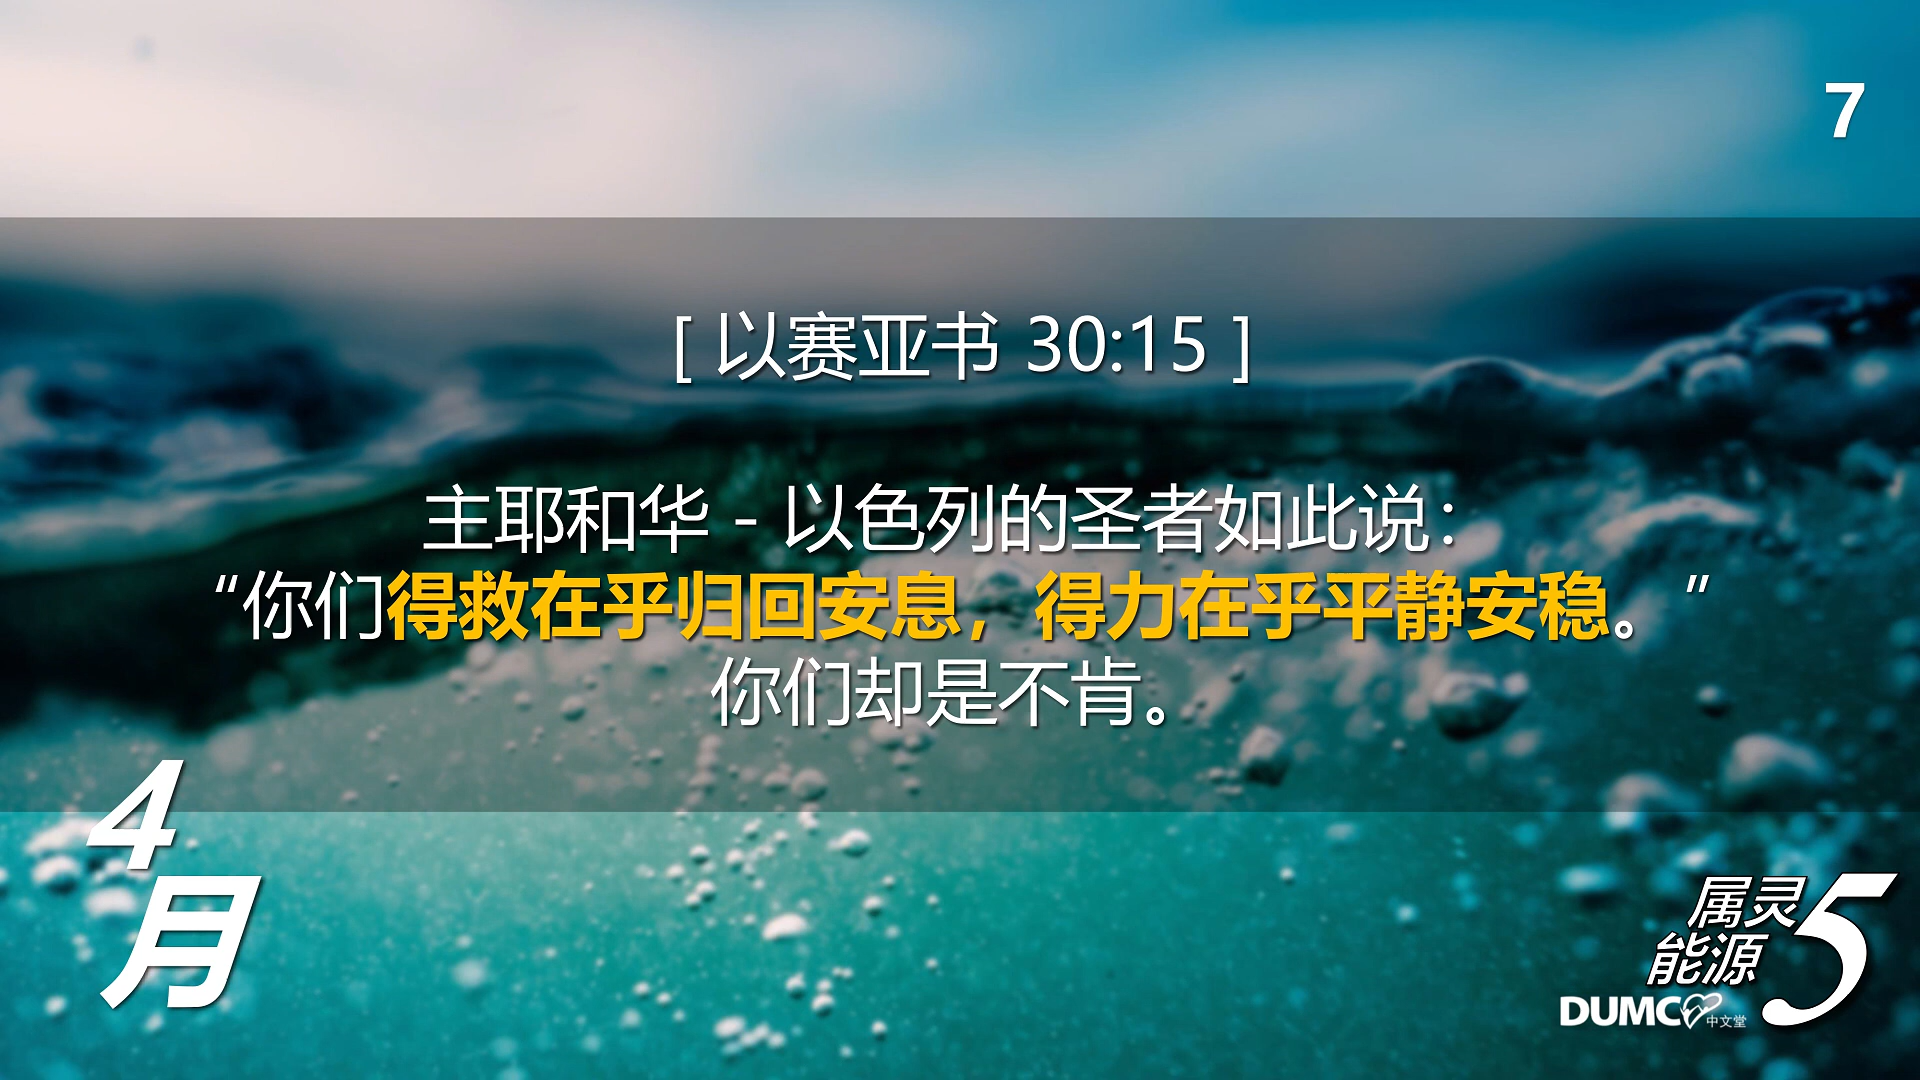 7
[ 以赛亚书 30:15 ]
主耶和华 - 以色列的圣者如此说：
“你们得救在乎归回安息，得力在乎平静安稳。”
你们却是不肯。
4
月
属灵
能源
5
DUMC 中文堂